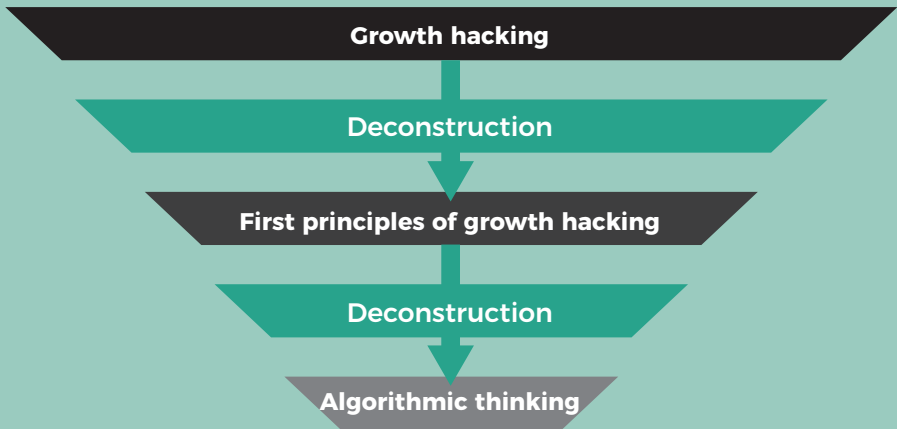 Growth hacking
Deconstruction
First principles of growth hacking
Deconstruction
Algorithmic thinking